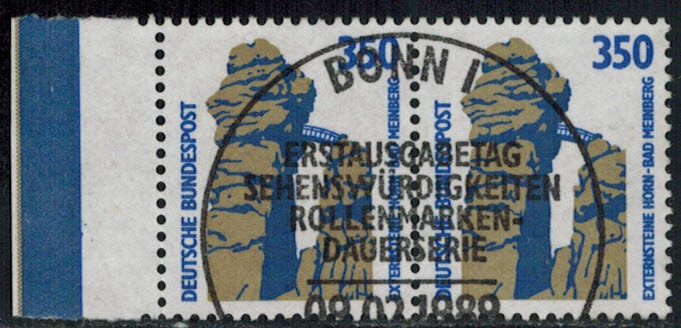 350
DEUTSCHE BUNDESPOST
EXTERNSTEINE HORN-BAD MEINBERG
350
DEUTSCHE BUNDESPOST
EXTERNSTEINE HORN-BAD MEINBERG
BONN 1
ERSTAUSGABETAG
SEHENSWÜRDIGKEITEN
ROLLENMARKEN-
DAUERSERIE